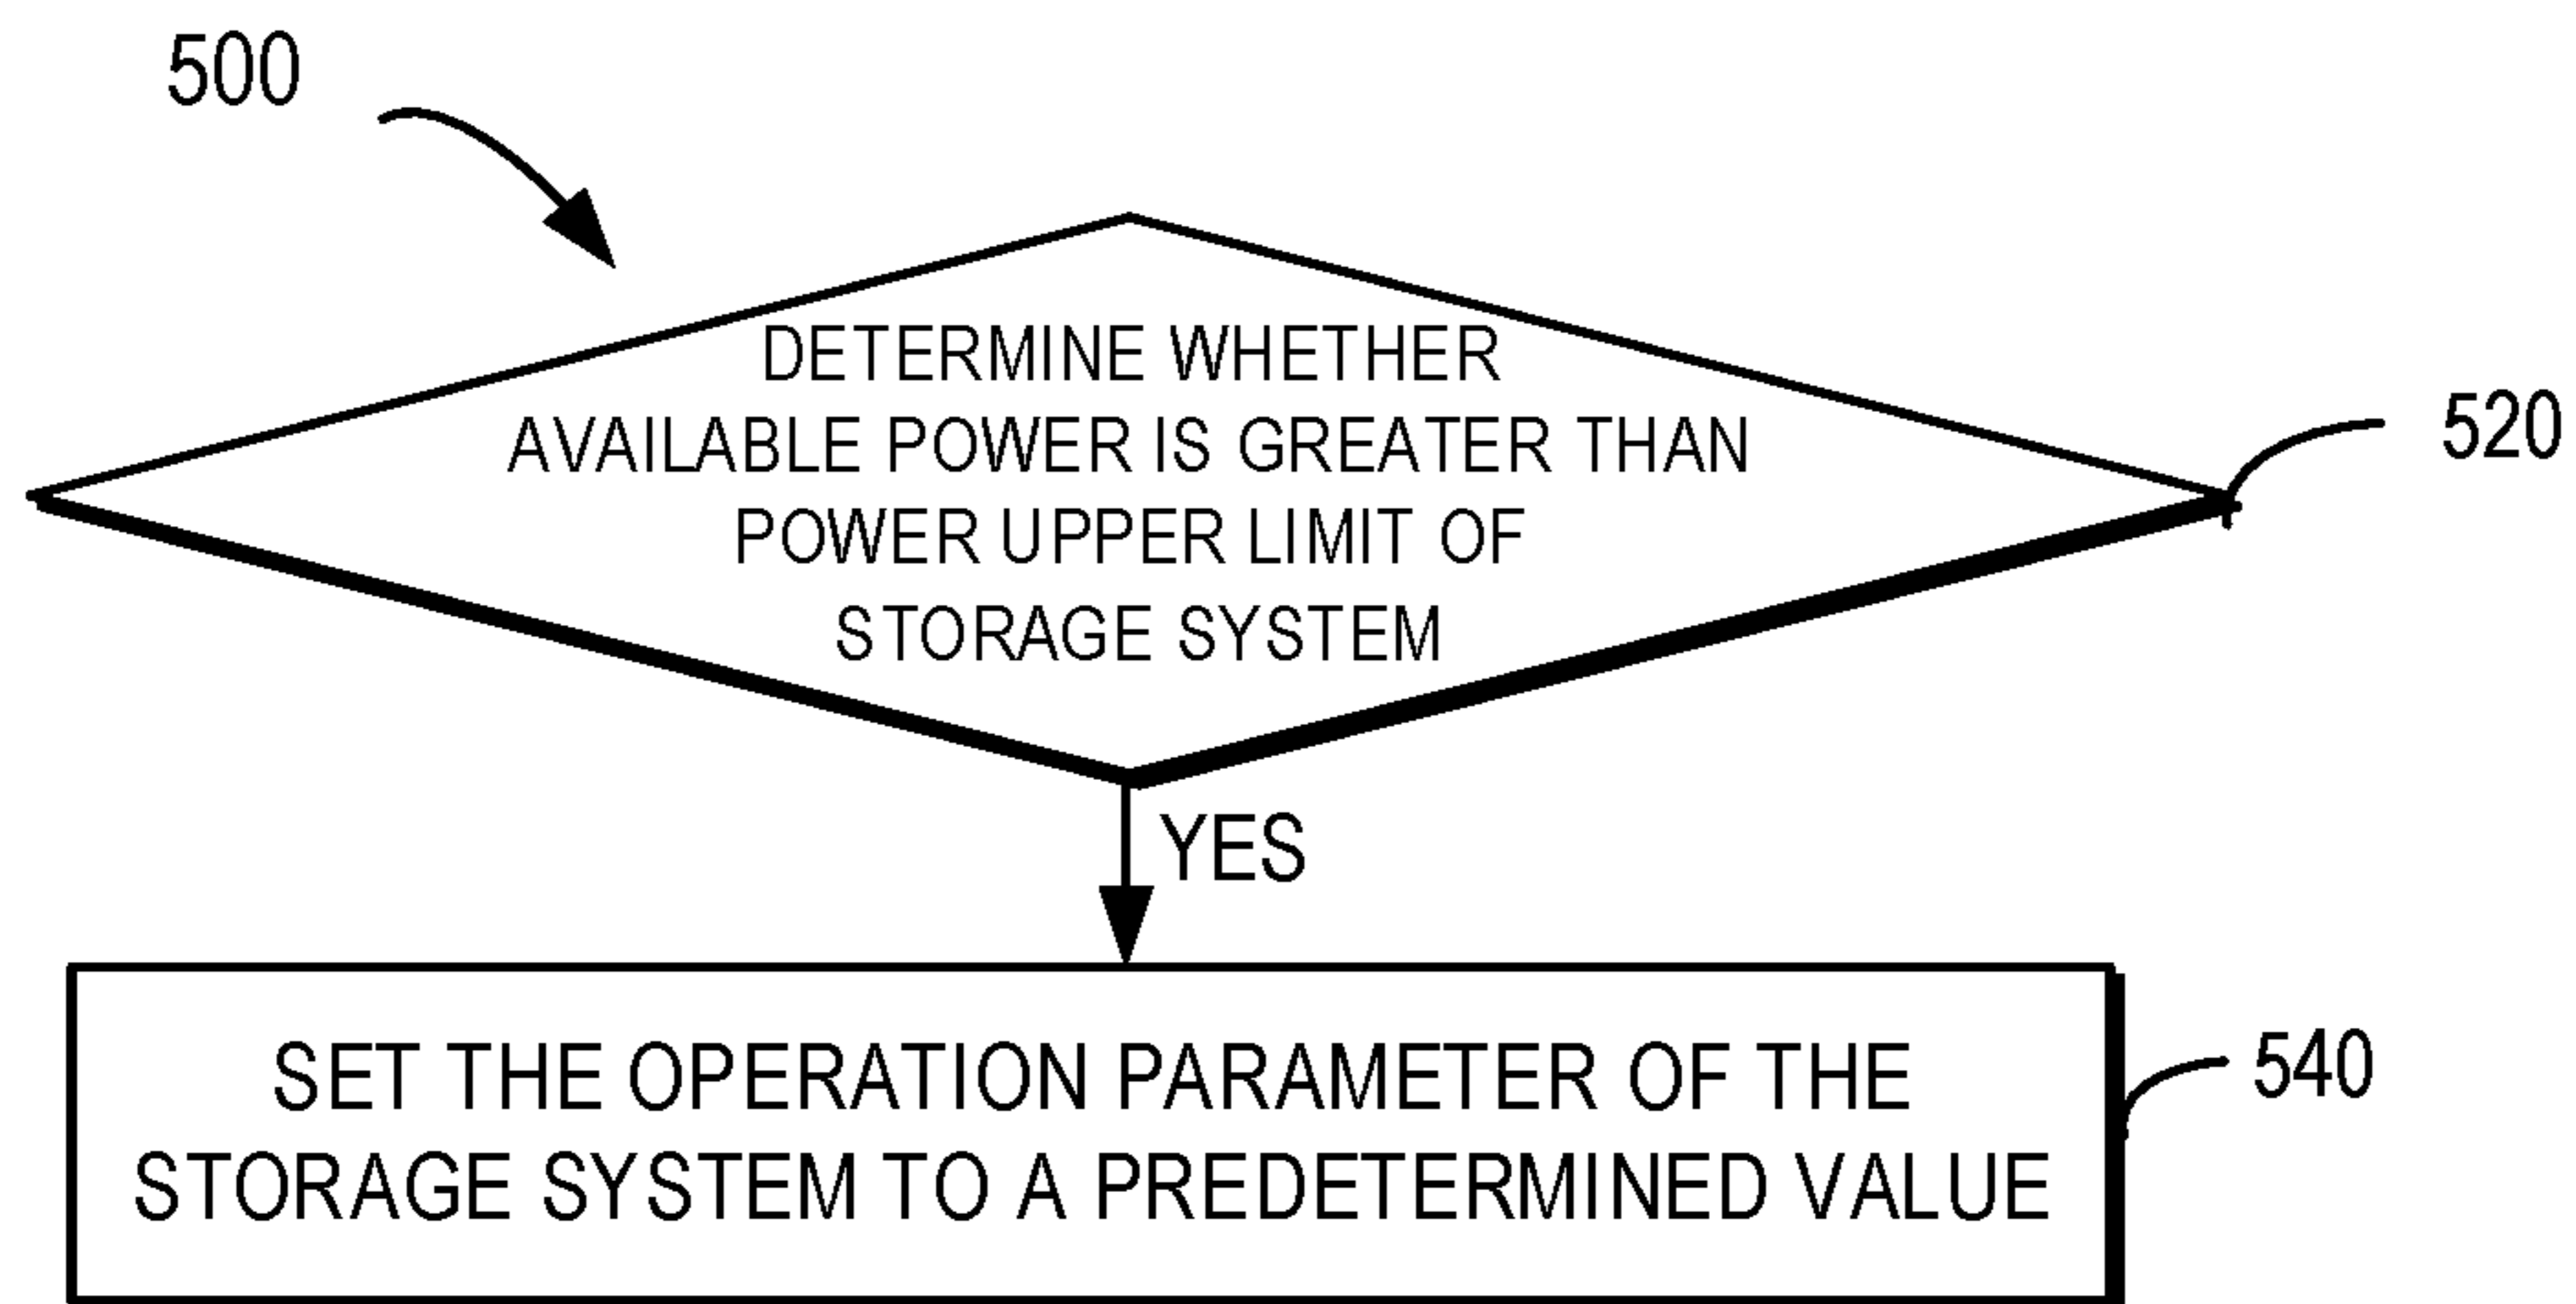 500
DETERMINE WHETHER
AVAILABLE POWER IS GREATER THAN
POWER UPPER LIMIT OF
STORAGE SYSTEM
520
YES
SET THE OPERATION PARAMETER OF THE
STORAGE SYSTEM TO A PREDETERMINED VALUE
540